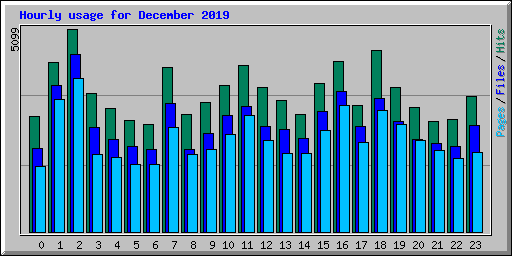 Hourly usage for December 2019
5099
Pages / Files / Hits
0 1 2 3 4 5 6 7 8 9 10 11 12 13 14 15 16 17 18 19 20 21 22 23